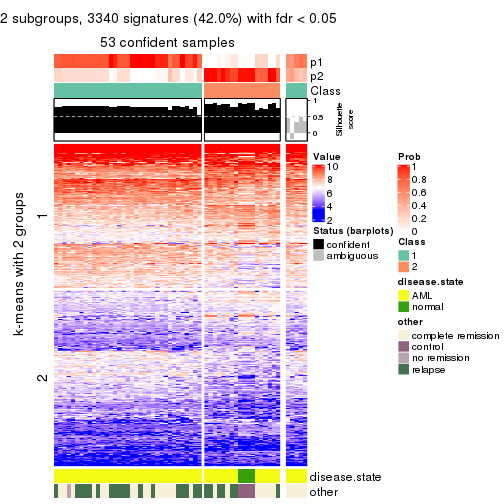 2 subgroups, 3340 signatures (42.0%) with fdr < 0.05
53 confident samples
p1
p2
Class
1
0.5
0
Silhouette
score
k-means with 2 groups
1
2
Value
10
8
6
4
2
Status (barplots)
confident
ambiguous
Prob
1
0.8
0.6
0.4
0.2
0
Class
1
2
disease.state
AML
normal
other
complete remission
control
no remission
relapse
disease.state
other